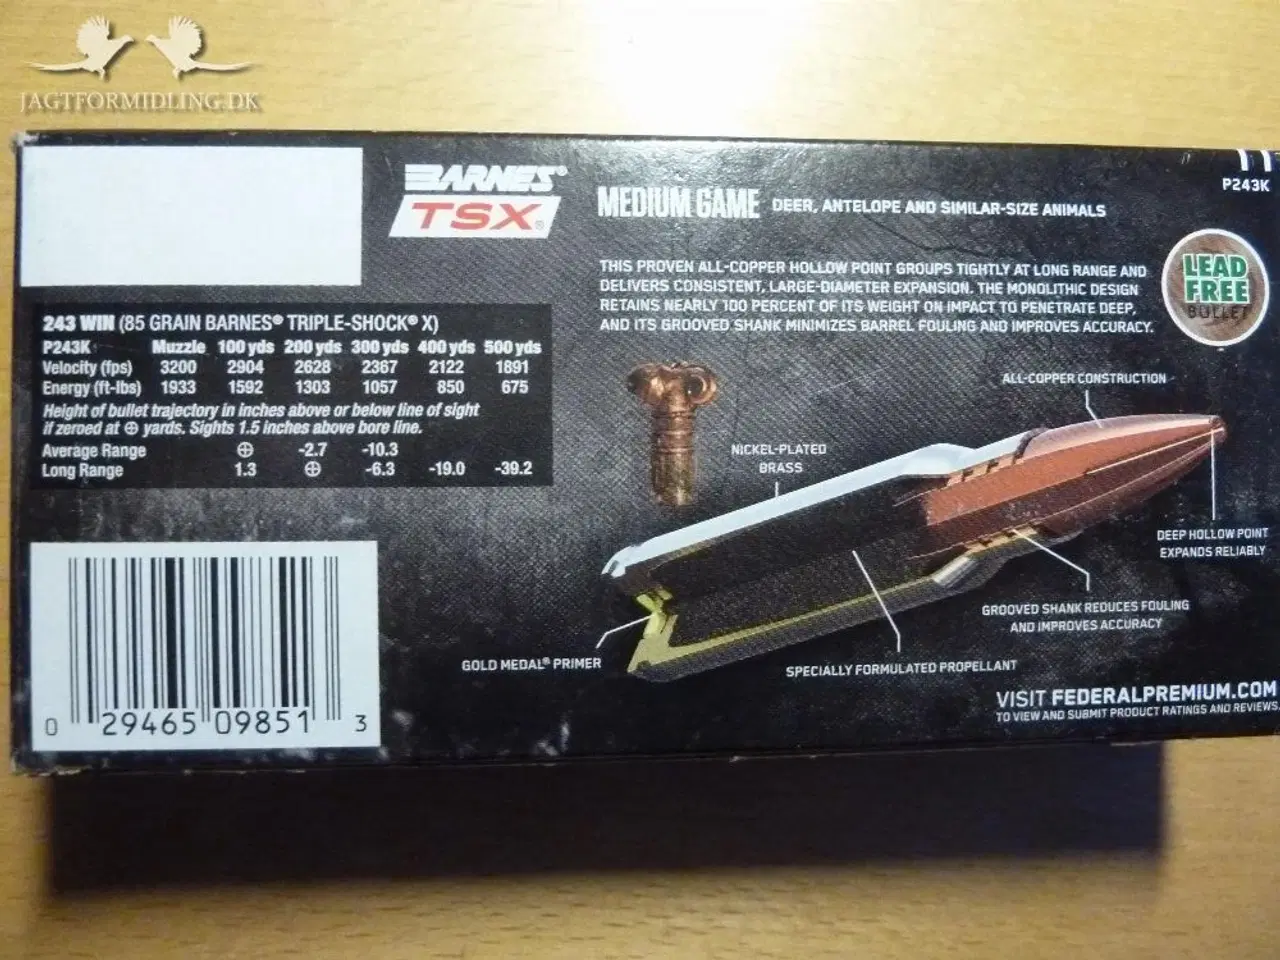 JAGTFORMIDLING.DK
BARNES®
TSX®
MEDIUM GAME DEER, ANTELOPE AND SIMILAR-SIZE ANIMALS
P243K
THIS PROVEN ALL-COPPER HOLLOW POINT GROUPS TIGHTLY AT LONG RANGE AND
DELIVERS CONSISTENT, LARGE-DIAMETER EXPANSION. THE MONOLITHIC DESIGN
RETAINS NEARLY 100 PERCENT OF ITS WEIGHT ON IMPACT TO PENETRATE DEEP,
AND ITS GROOVED SHANK MINIMIZES BARREL FOULING AND IMPROVES ACCURACY.
LEAD
FREE
BULLET
243 WIN (85 GRAIN BARNES® TRIPLE-SHOCK® X)
P243K Muzzle 100 yds 200 yds 300 yds 400 yds 500 yds
Velocity (fps) 3200 2904 2628 2367 2122 1891
Energy (ft-lbs) 1933 1592 1303 1057 850 675
Height of bullet trajectory in inches above or below line of sight
if zeroed at ⊕ yards. Sights 1.5 inches above bore line.
Average Range ⊕ -2.7 -10.3
Long Range 1.3 ⊕ -6.3 -19.0 -39.2
ALL-COPPER CONSTRUCTION
NICKEL-PLATED
BRASS
DEEP HOLLOW POINT
EXPANDS RELIABLY
GROOVED SHANK REDUCES FOULING
AND IMPROVES ACCURACY
GOLD MEDAL® PRIMER
SPECIALLY FORMULATED PROPELLANT
VISIT FEDERALPREMIUM.COM
TO VIEW AND SUBMIT PRODUCT RATINGS AND REVIEWS.
0 29465 09851 3